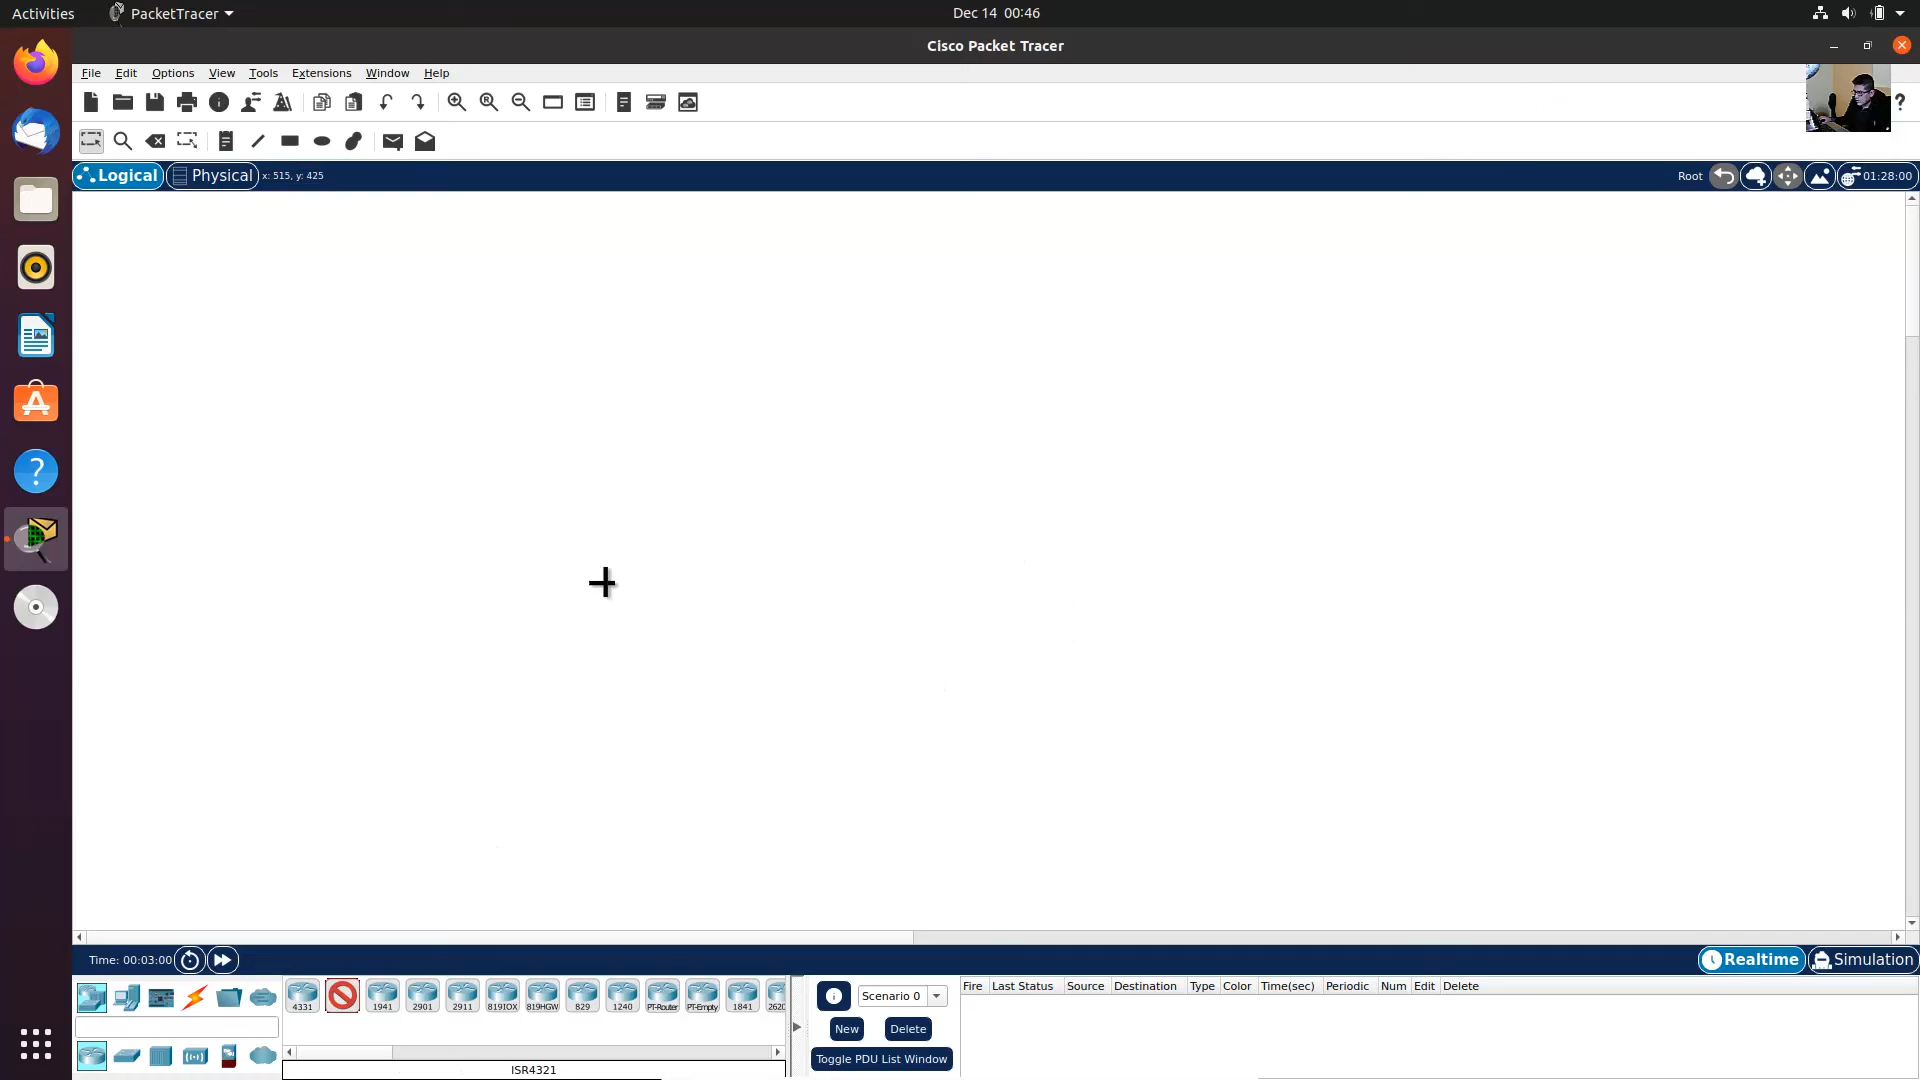 Activities PacketTracer Dec 14 00:46
Cisco Packet Tracer
File Edit Options View Tools Extensions Window Help
Logical Physical x: 515, y: 425 Root 01:28:00
Time: 00:03:00 Realtime Simulation
4331 1941 2901 2911 819IOX 819HGW 829 1240 PT-Router PT-Empty 1841 2620
ISR4321
Scenario 0
New Delete
Toggle PDU List Window
Fire Last Status Source Destination Type Color Time(sec) Periodic Num Edit Delete